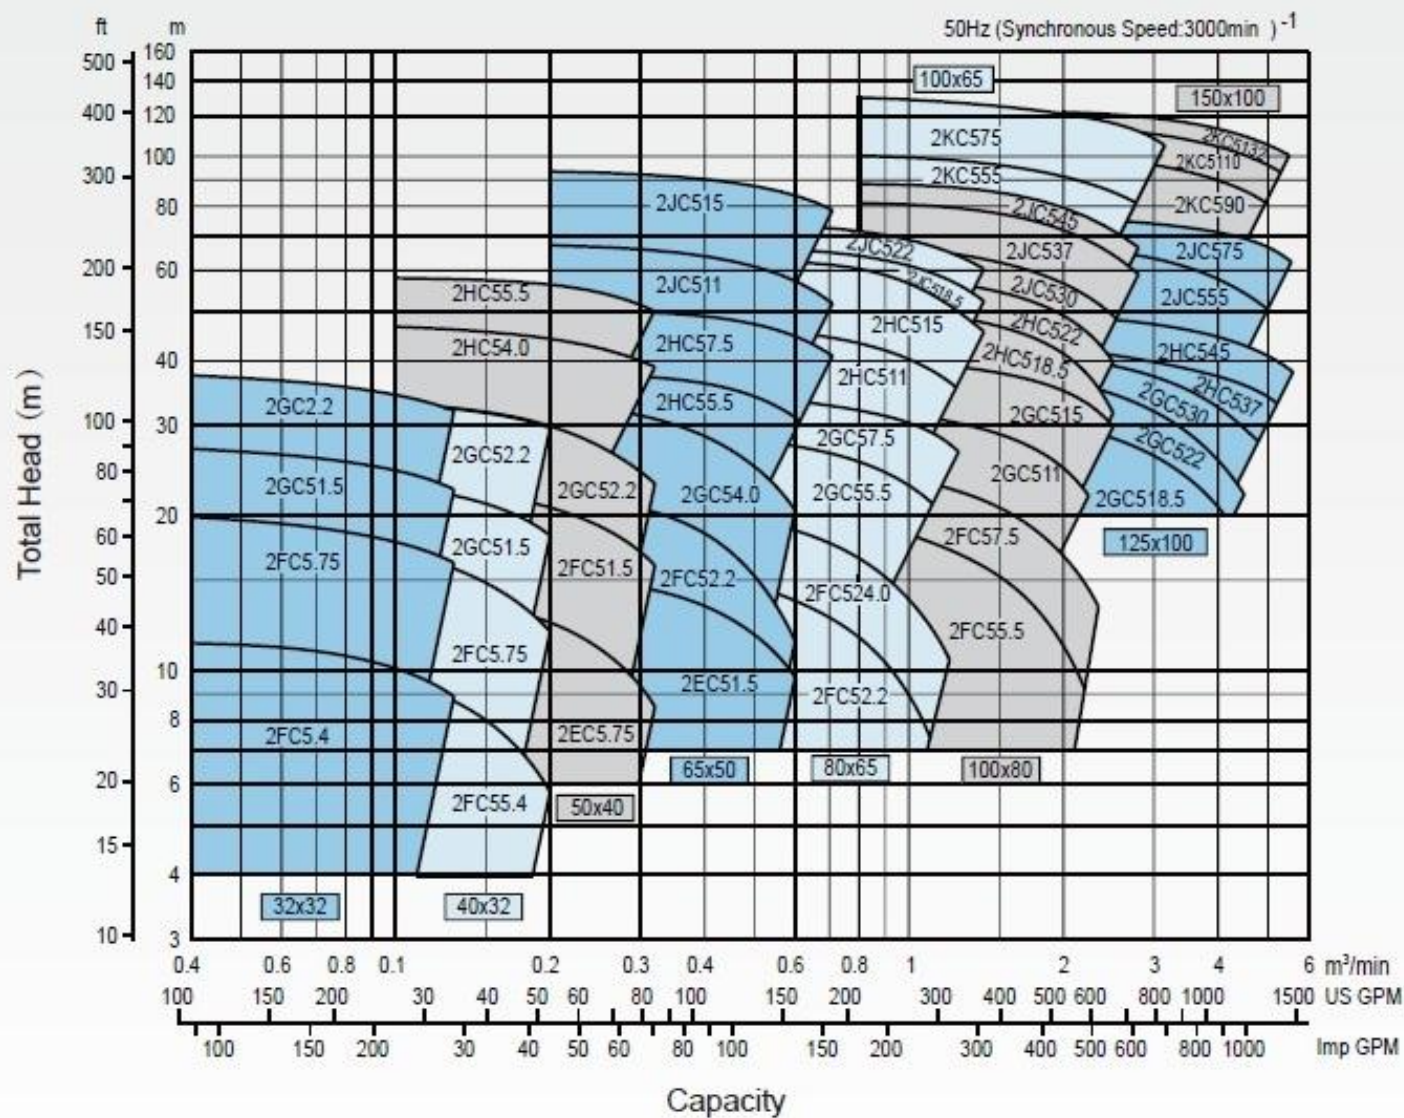 ft m 50Hz (Synchronous Speed:3000min )-1
500 160
140 100x65
150x100
400 120
2KC575 2KC5132
100 2KC5110
300 2KC555
80 2JC515 2JC545 2KC590
2JC522 2JC537 2JC575
200 60 2JC511 2JC518.5 2JC530 2JC555
2HC55.5
2HC515 2HC522
150 2HC54.0 2HC57.5 2HC518.5 2HC545
40 2HC511 2HC537
2GC2.2 2HC55.5 2GC515 2GC530
100 30
2GC52.2 2GC57.5 2GC522
80 2GC51.5 2GC52.2 2GC54.0 2GC55.5 2GC511 2GC518.5
20
60 2GC51.5 2FC57.5 125x100
2FC5.75 2FC51.5 2FC52.2
50 2FC524.0
40 2FC5.75 2FC55.5
10
30 2EC51.5 2FC52.2
8 2FC5.4 2EC5.75
65x50 80x65 100x80
20 6
2FC55.4 50x40
15
4
32x32 40x32
10 3
Total Head (m)
0.4 0.6 0.8 0.1 0.2 0.3 0.4 0.6 0.8 1 2 3 4 6 m³/min
100 150 200 30 40 50 60 80 100 150 200 300 400 500 600 800 1000 1500 US GPM
100 150 200 30 40 50 60 80 100 150 200 300 400 500 600 800 1000 Imp GPM
Capacity